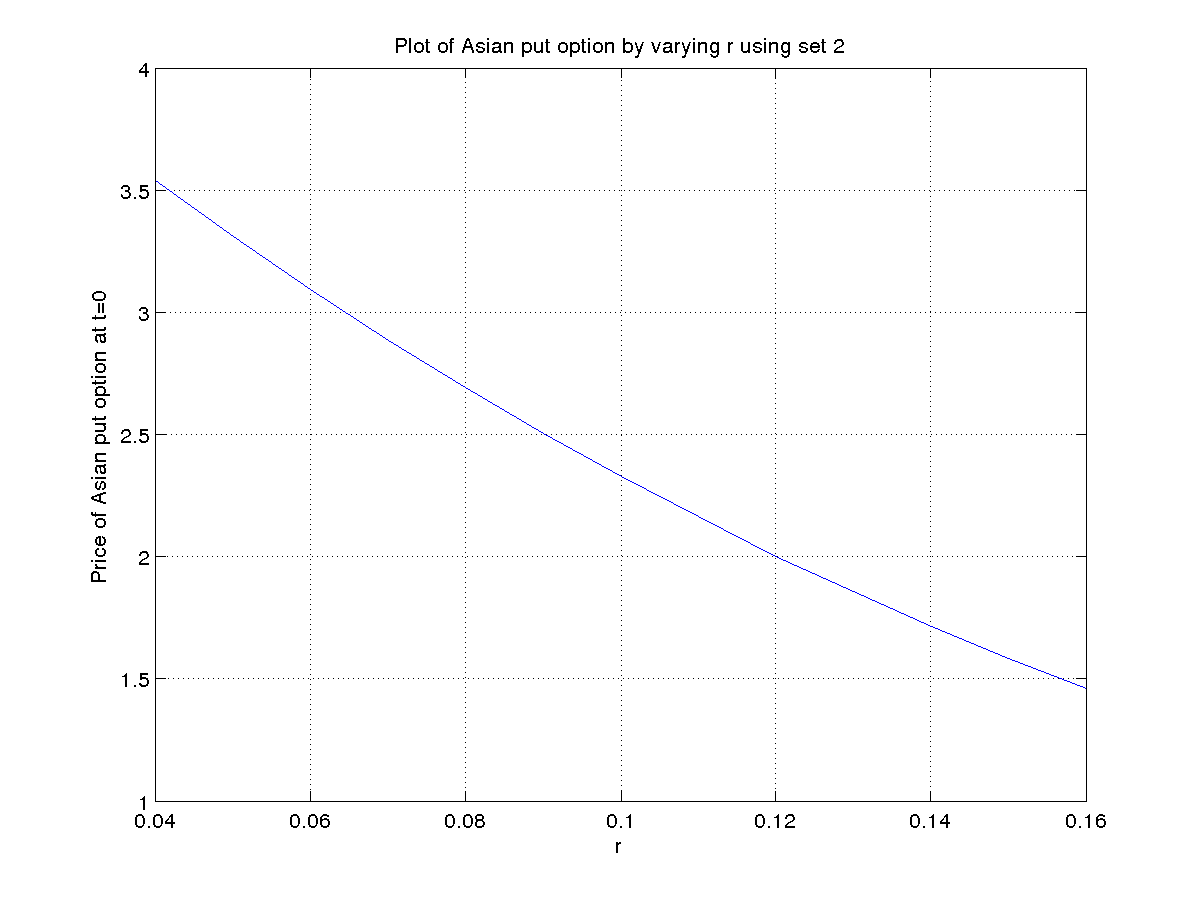 Plot of Asian put option by varying r using set 2
Price of Asian put option at t=0
4
3.5
3
2.5
2
1.5
1
0.04 0.06 0.08 0.1 0.12 0.14 0.16
r